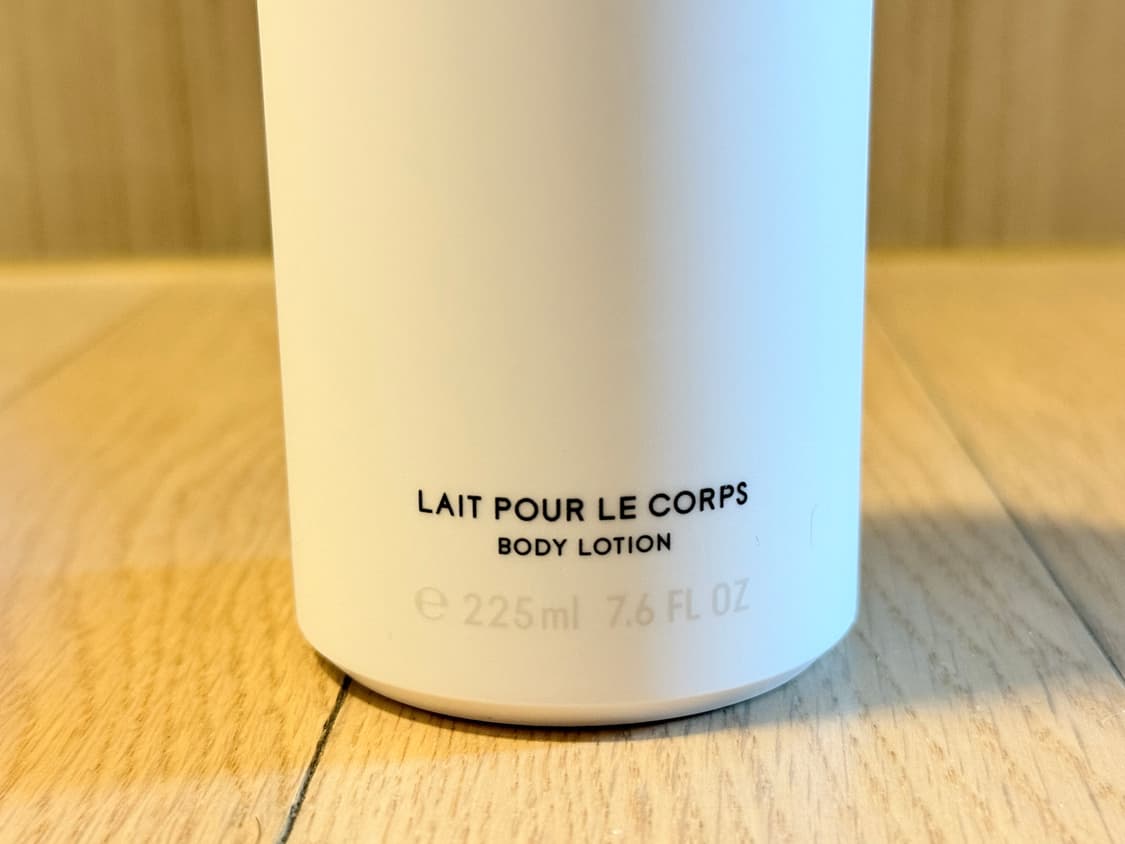 LAIT POUR LE CORPS
BODY LOTION
℮ 225ml 7.6 FL OZ